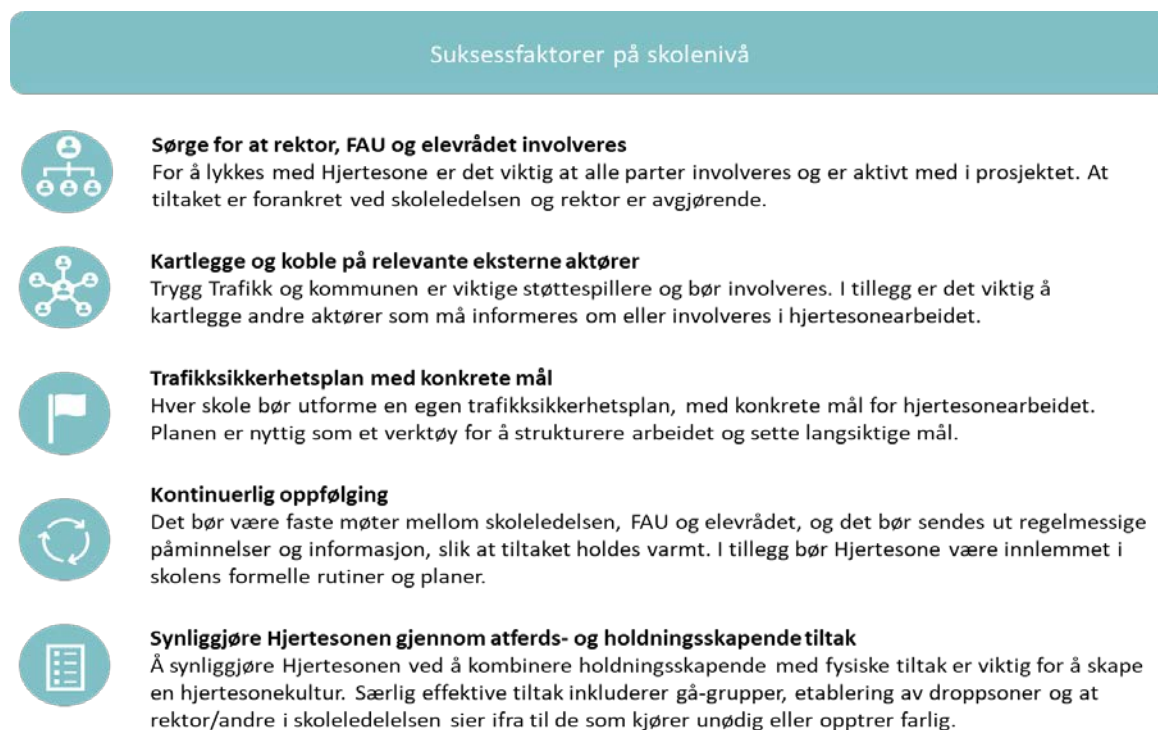 Suksessfaktorer på skolenivå
Sørge for at rektor, FAU og elevrådet involveres
For å lykkes med Hjertesone er det viktig at alle parter involveres og er aktivt med i prosjektet. At
tiltaket er forankret ved skoleledelsen og rektor er avgjørende.
Kartlegge og koble på relevante eksterne aktører
Trygg Trafikk og kommunen er viktige støttespillere og bør involveres. I tillegg er det viktig å
kartlegge andre aktører som må informeres om eller involveres i hjertesonearbeidet.
Trafikksikkerhetsplan med konkrete mål
Hver skole bør utforme en egen trafikksikkerhetsplan, med konkrete mål for hjertesonearbeidet.
Planen er nyttig som et verktøy for å strukturere arbeidet og sette langsiktige mål.
Kontinuerlig oppfølging
Det bør være faste møter mellom skoleledelsen, FAU og elevrådet, og det bør sendes ut regelmessige
påminnelser og informasjon, slik at tiltaket holdes varmt. I tillegg bør Hjertesone være innlemmet i
skolens formelle rutiner og planer.
Synliggjøre Hjertesonen gjennom atferds- og holdningsskapende tiltak
Å synliggjøre Hjertesonen ved å kombinere holdningsskapende med fysiske tiltak er viktig for å skape
en hjertesonekultur. Særlig effektive tiltak inkluderer gå-grupper, etablering av droppsoner og at
rektor/andre i skoleledelelsen sier ifra til de som kjører unødig eller opptrer farlig.